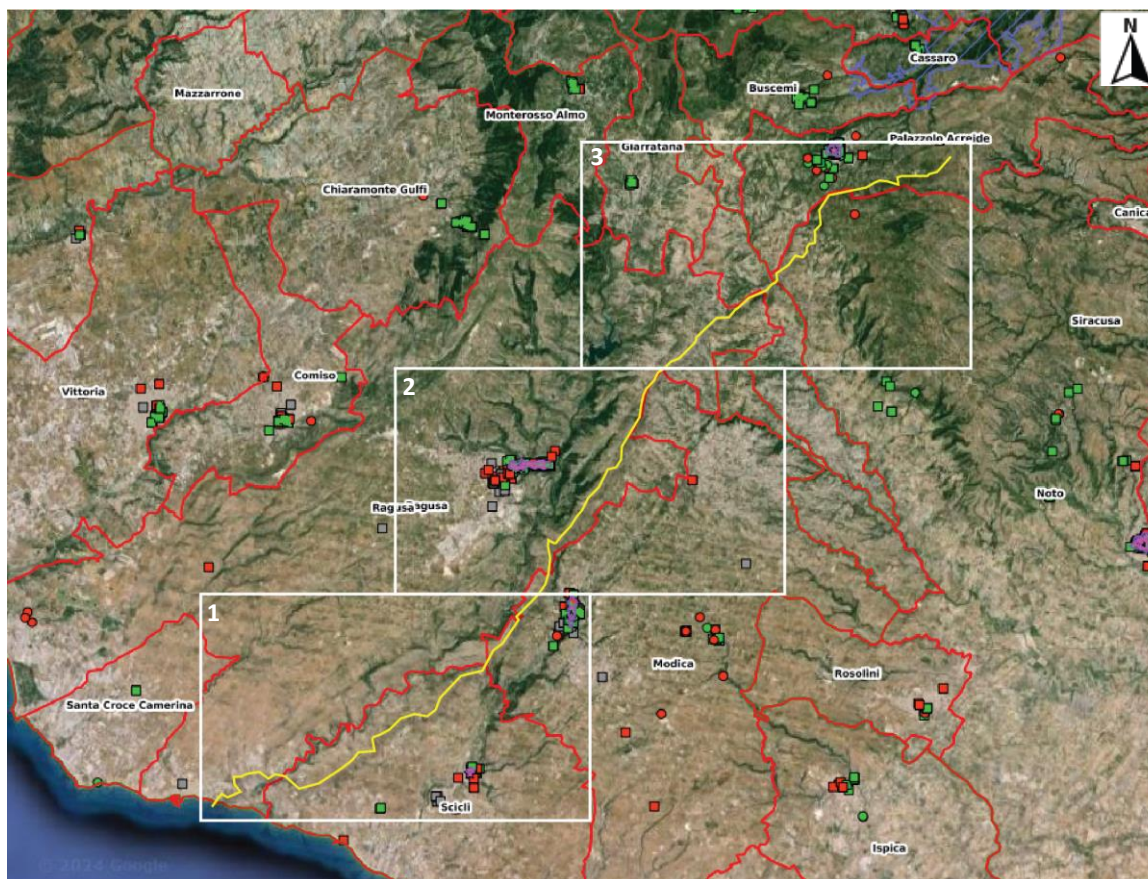 N
Cassaro
Mazzarrone
Buscemi
Monterosso Almo
Palazzolo Acreide
3
Giarratana
Chiaramonte Gulfi
Canica
Siracusa
2
Comiso
Vittoria
Noto
Ragusa
agusa
1
Modica
Rosolini
Santa Croce Camerina
Scicli
Ispica
© 2024 Google